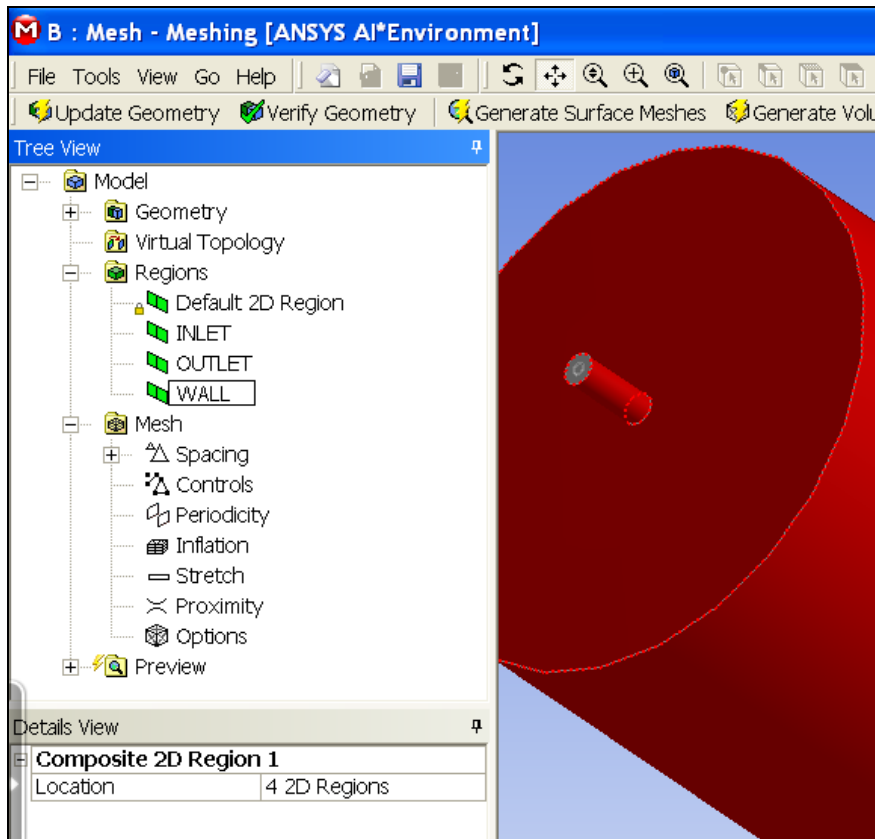 B : Mesh - Meshing [ANSYS AI*Environment]
File Tools View Go Help
Update Geometry Verify Geometry Generate Surface Meshes Generate Volu
Tree View
Model
Geometry
Virtual Topology
Regions
Default 2D Region
INLET
OUTLET
WALL
Mesh
Spacing
Controls
Periodicity
Inflation
Stretch
Proximity
Options
Preview
Details View
Composite 2D Region 1
Location 4 2D Regions